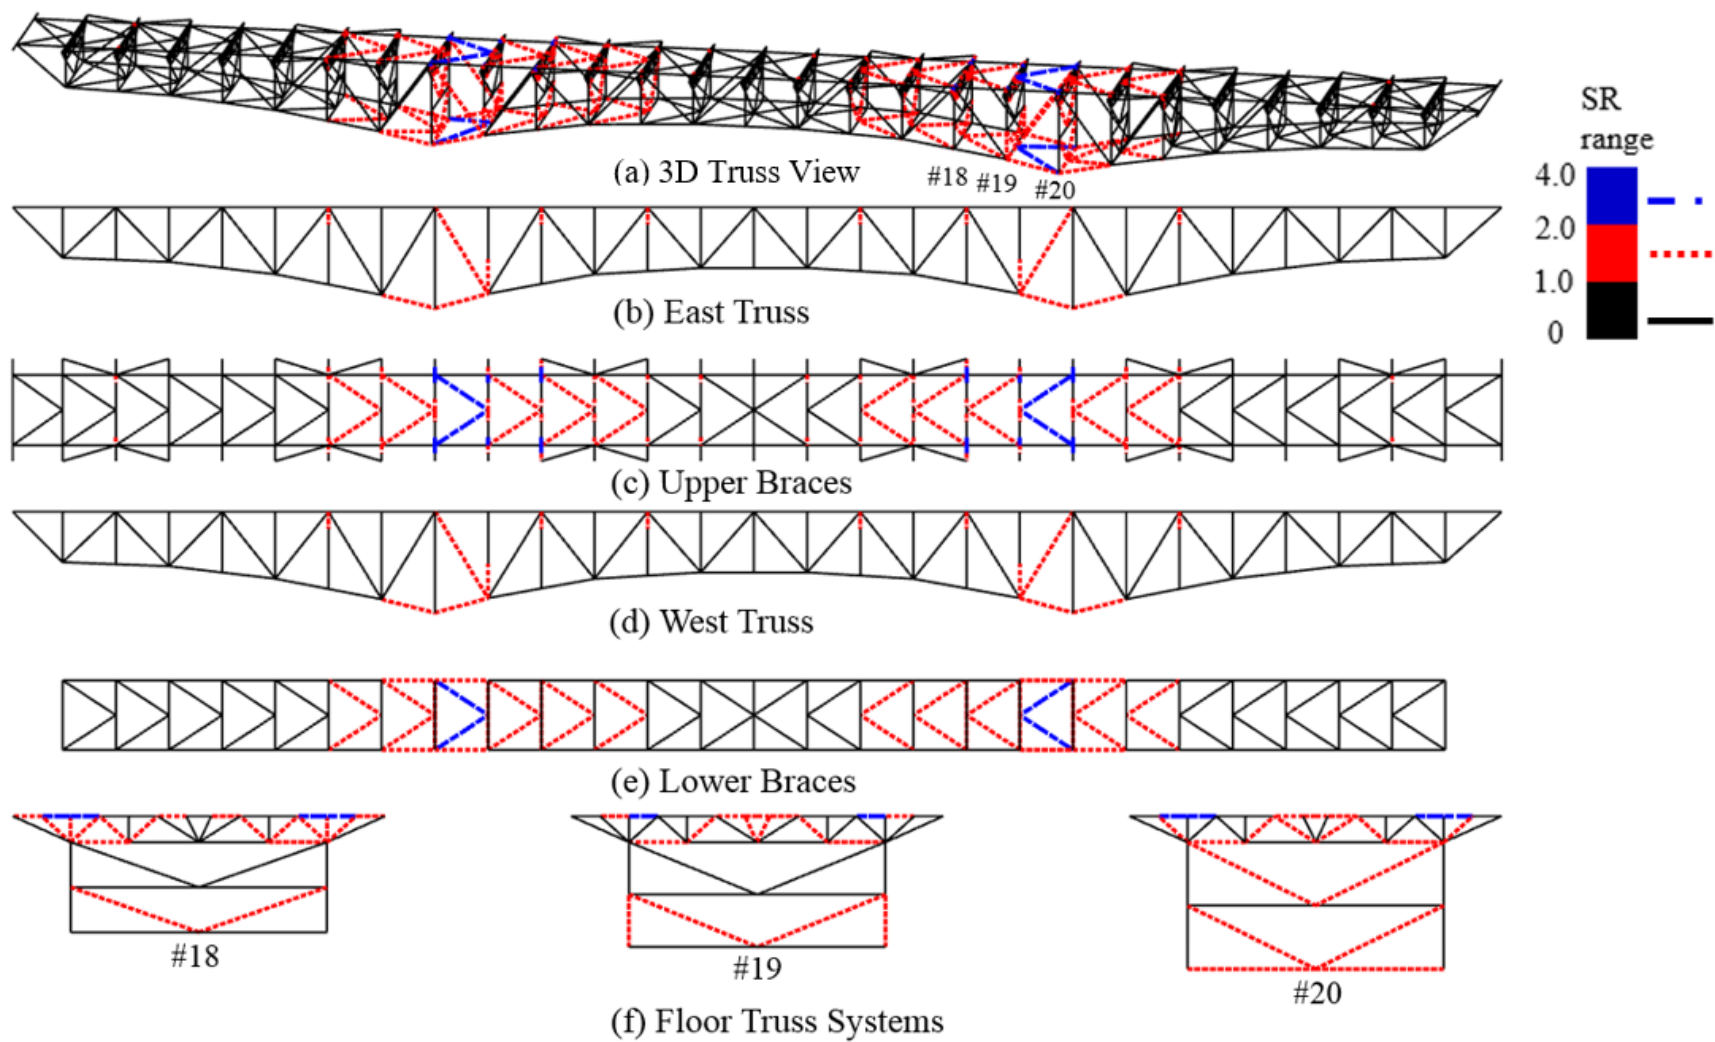 SR
range
4.0
2.0
1.0
0
(a) 3D Truss View
#18
#19
#20
(b) East Truss
(c) Upper Braces
(d) West Truss
(e) Lower Braces
#18
#19
#20
(f) Floor Truss Systems